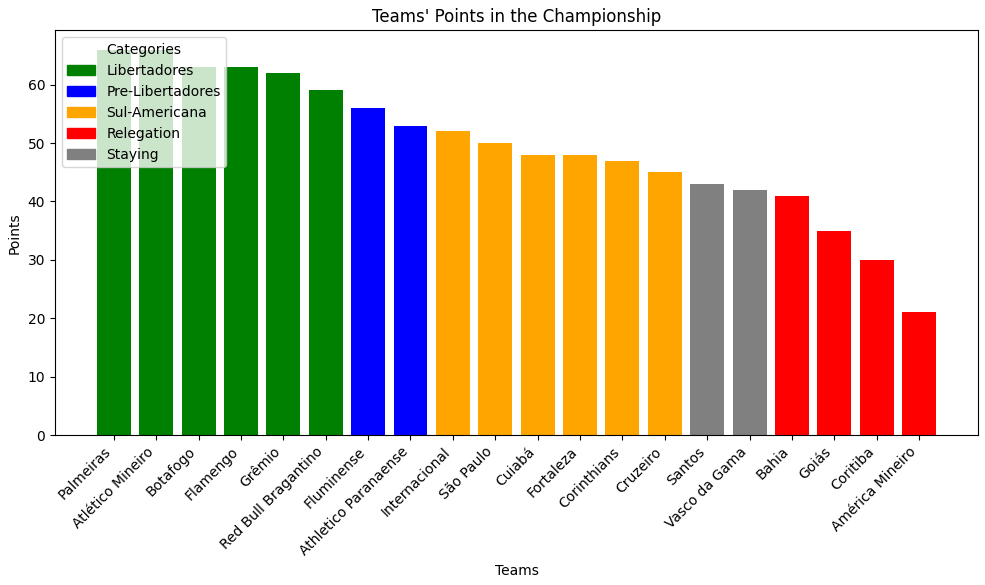 Teams' Points in the Championship
Categories
Libertadores
Pre-Libertadores
Sul-Americana
Relegation
Staying
Points
60
50
40
30
20
10
0
Palmeiras
Atlético Mineiro
Botafogo
Flamengo
Grêmio
Red Bull Bragantino
Fluminense
Athletico Paranaense
Internacional
São Paulo
Cuiabá
Fortaleza
Corinthians
Cruzeiro
Santos
Vasco da Gama
Bahia
Goiás
Coritiba
América Mineiro
Teams